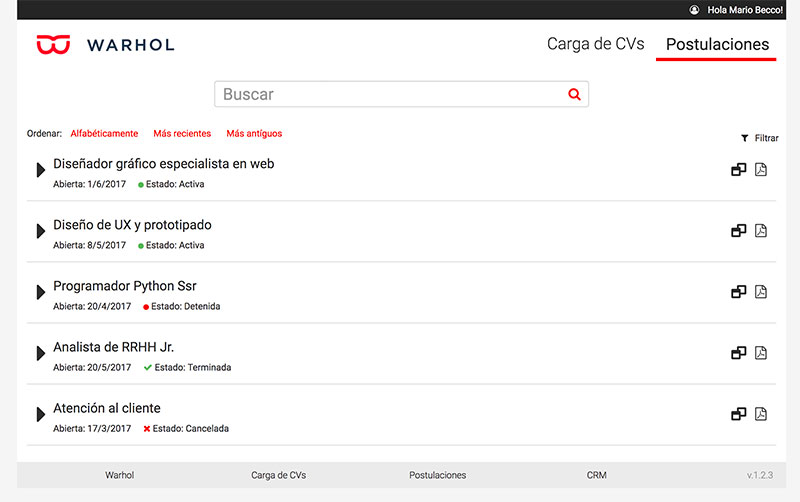 Hola Mario Becco!
WARHOL
Carga de CVs Postulaciones
Buscar
Ordenar: Alfabéticamente Más recientes Más antíguos Filtrar
Diseñador gráfico especialista en web
Abierta: 1/6/2017 Estado: Activa
Diseño de UX y prototipado
Abierta: 8/5/2017 Estado: Activa
Programador Python Ssr
Abierta: 20/4/2017 Estado: Detenida
Analista de RRHH Jr.
Abierta: 20/5/2017 Estado: Terminada
Atención al cliente
Abierta: 17/3/2017 Estado: Cancelada
Warhol Carga de CVs Postulaciones CRM v.1.2.3